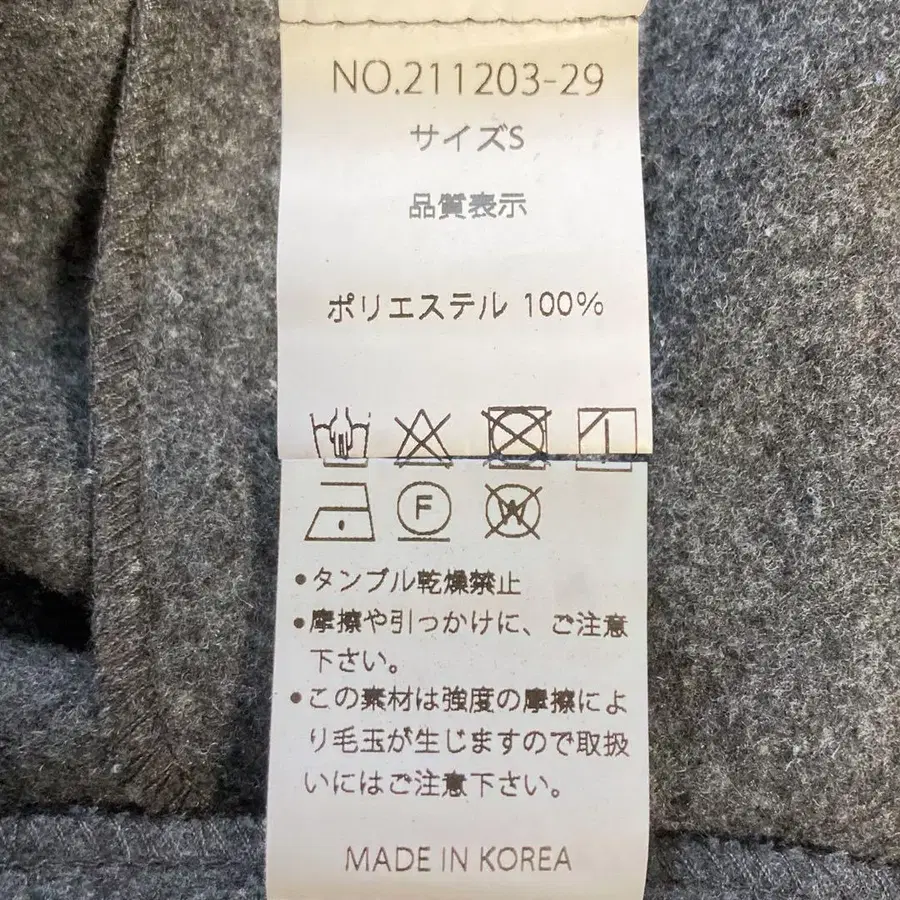 NO.211203-29
サイズS
品質表示
ポリエステル 100%
F
W
•タンブル乾燥禁止
•摩擦や引っかけに、ご注意
下さい。
•この素材は強度の摩擦によ
り毛玉が生じますので取扱
いにはご注意下さい。
MADE IN KOREA